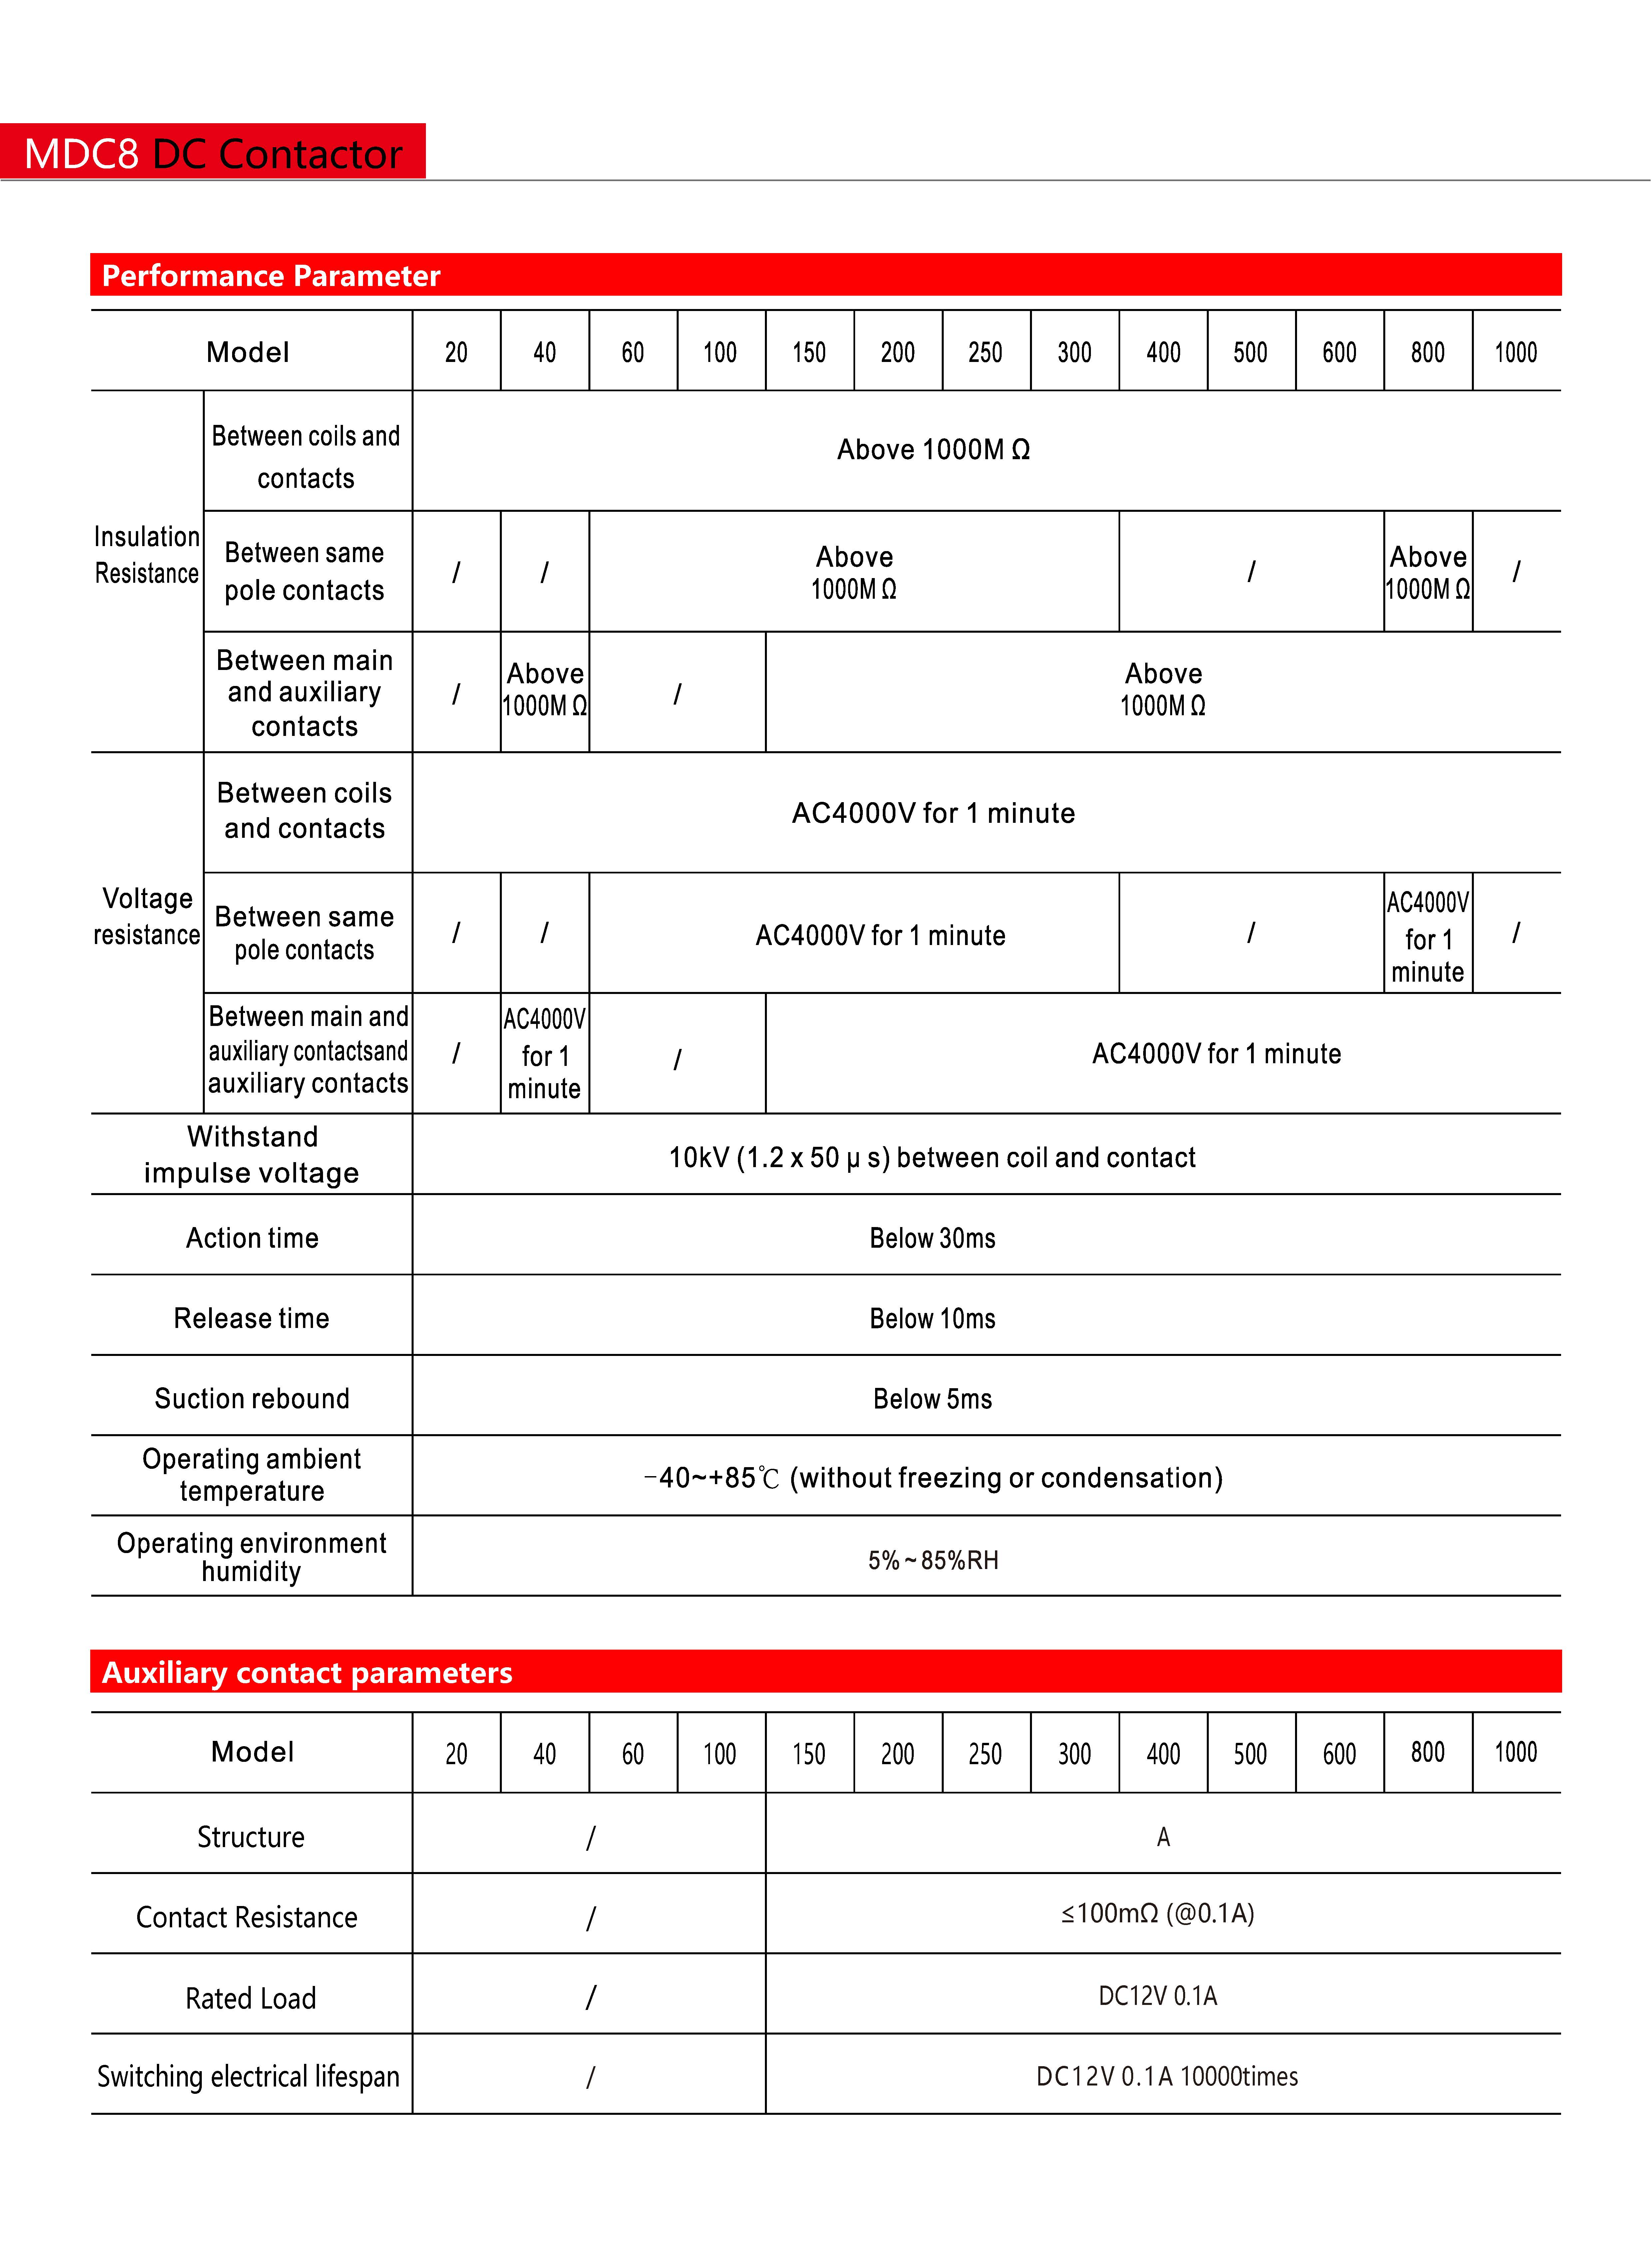 MDC8 DC Contactor
Performance Parameter
Model 20 40 60 100 150 200 250 300 400 500 600 800 1000
Insulation
Resistance
Between coils and
contacts
Above 1000M Ω
Between same
pole contacts
/ / Above
1000M Ω
/ Above
1000M Ω
/
Between main
and auxiliary
contacts
/ Above
1000M Ω
/ Above
1000M Ω
Voltage
resistance
Between coils
and contacts
AC4000V for 1 minute
Between same
pole contacts
/ / AC4000V for 1 minute / AC4000V
for 1
minute
/
Between main and
auxiliary contactsand
auxiliary contacts
/ AC4000V
for 1
minute
/ AC4000V for 1 minute
Withstand
impulse voltage
10kV (1.2 x 50 μ s) between coil and contact
Action time Below 30ms
Release time Below 10ms
Suction rebound Below 5ms
Operating ambient
temperature
-40~+85℃ (without freezing or condensation)
Operating environment
humidity
5% ~ 85%RH
Auxiliary contact parameters
Model 20 40 60 100 150 200 250 300 400 500 600 800 1000
Structure / A
Contact Resistance / ≤100mΩ (@0.1A)
Rated Load / DC12V 0.1A
Switching electrical lifespan / DC12V 0.1A 10000times